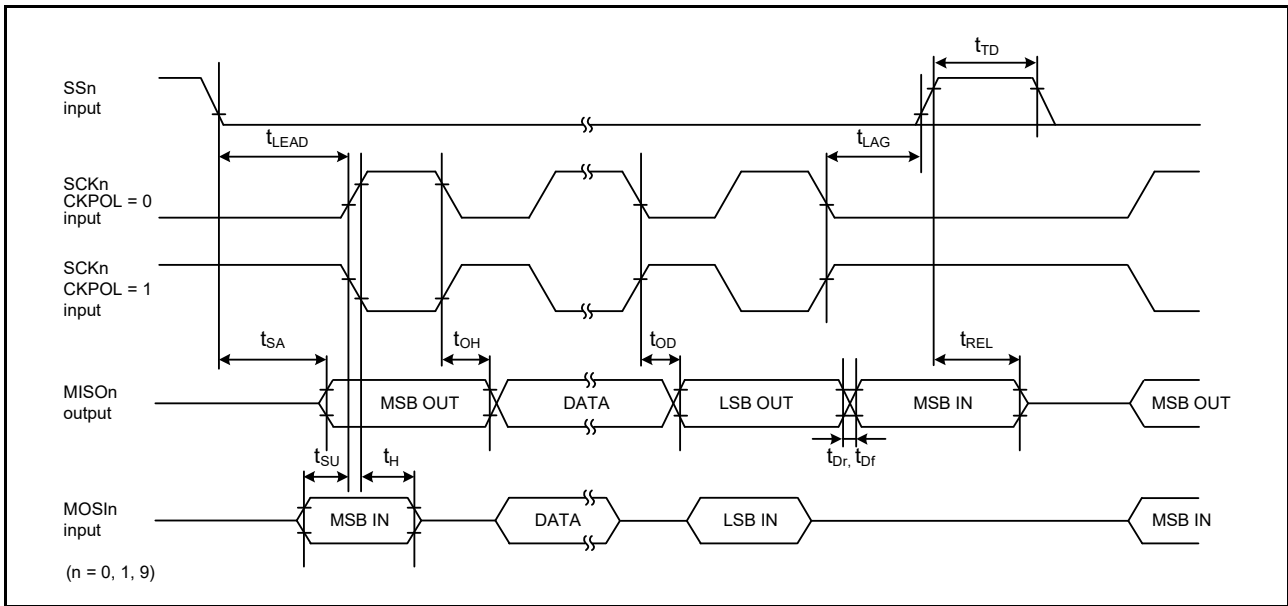 tTD
SSn
input
tLEAD
tLAG
SCKn
CKPOL = 0
input
SCKn
CKPOL = 1
input
tSA
tOH
tOD
tREL
MISOn
output
MSB OUT
DATA
LSB OUT
MSB IN
MSB OUT
tSU
tH
tDr, tDf
MOSIn
input
MSB IN
DATA
LSB IN
MSB IN
(n = 0, 1, 9)